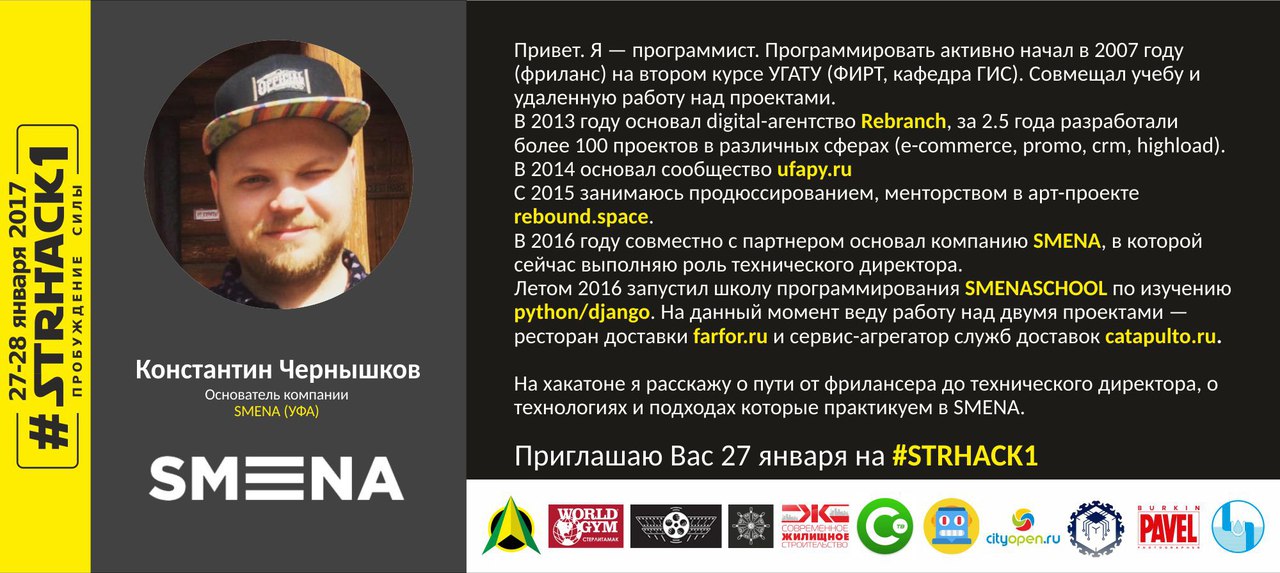 27-28 января 2017
#STRHACK1
ПРОБУЖДЕНИЕ СИЛЫ
Константин Чернышков
Основатель компании
SMENA (УФА)
SMENA
Привет. Я — программист. Программировать активно начал в 2007 году
(фриланс) на втором курсе УГАТУ (ФИРТ, кафедра ГИС). Совмещал учебу и
удаленную работу над проектами.
В 2013 году основал digital-агентство Rebranch, за 2.5 года разработали
более 100 проектов в различных сферах (e-commerce, promo, crm, highload).
В 2014 основал сообщество ufapy.ru
С 2015 занимаюсь продюссированием, менторством в арт-проекте
rebound.space.
В 2016 году совместно с партнером основал компанию SMENA, в которой
сейчас выполняю роль технического директора.
Летом 2016 запустил школу программирования SMENASCHOOL по изучению
python/django. На данный момент веду работу над двумя проектами —
ресторан доставки farfor.ru и сервис-агрегатор служб доставок catapulto.ru.
На хакатоне я расскажу о пути от фрилансера до технического директора, о
технологиях и подходах которые практикуем в SMENA.
Приглашаю Вас 27 января на #STRHACK1
WORLD
GYM
СТЕРЛИТАМАК
СОВРЕМЕННОЕ
ЖИЛИЩНОЕ
СТРОИТЕЛЬСТВО
ТВ
cityopen.ru
BURKIN
PAVEL
PHOTOGRAPHER